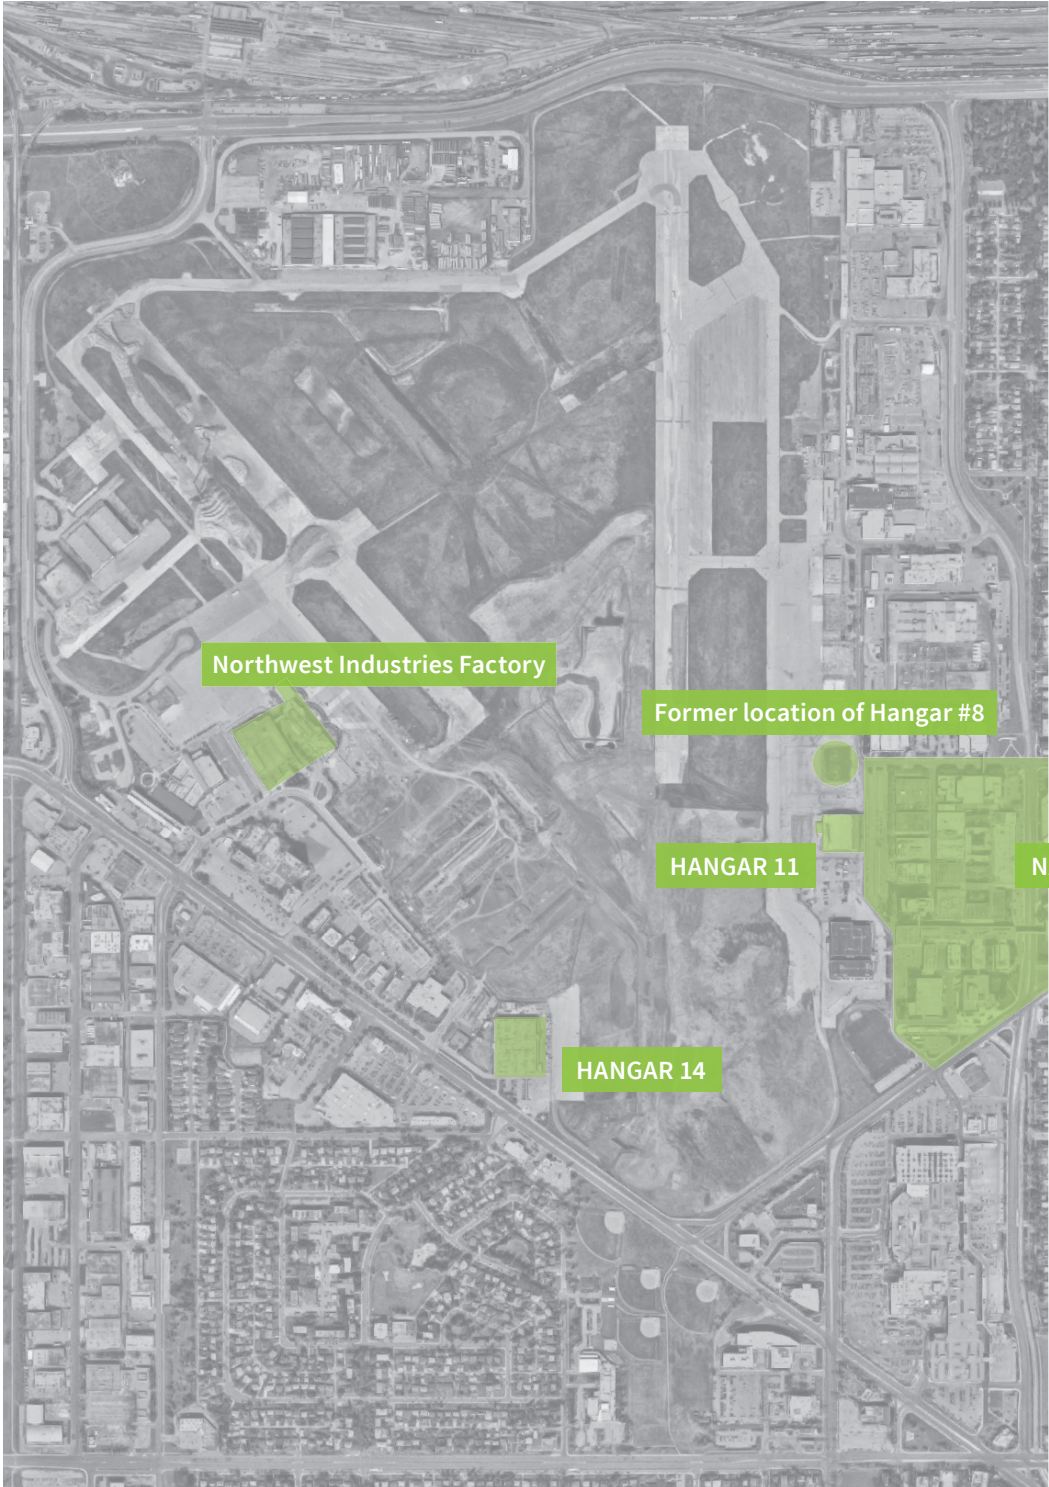 Northwest Industries Factory
Former location of Hangar #8
HANGAR 11
N
HANGAR 14